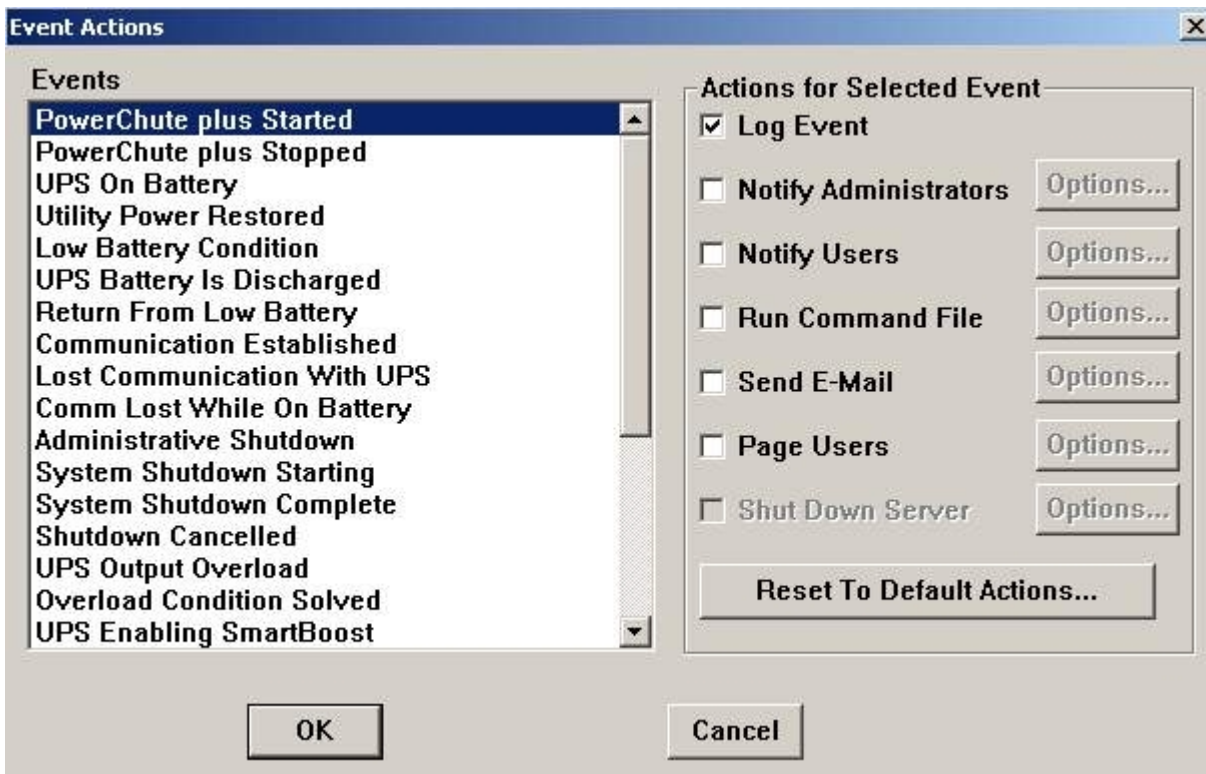 Event Actions
Events
PowerChute plus Started
PowerChute plus Stopped
UPS On Battery
Utility Power Restored
Low Battery Condition
UPS Battery Is Discharged
Return From Low Battery
Communication Established
Lost Communication With UPS
Comm Lost While On Battery
Administrative Shutdown
System Shutdown Starting
System Shutdown Complete
Shutdown Cancelled
UPS Output Overload
Overload Condition Solved
UPS Enabling SmartBoost
Actions for Selected Event
Log Event
Notify Administrators Options...
Notify Users Options...
Run Command File Options...
Send E-Mail Options...
Page Users Options...
Shut Down Server Options...
Reset To Default Actions...
OK Cancel